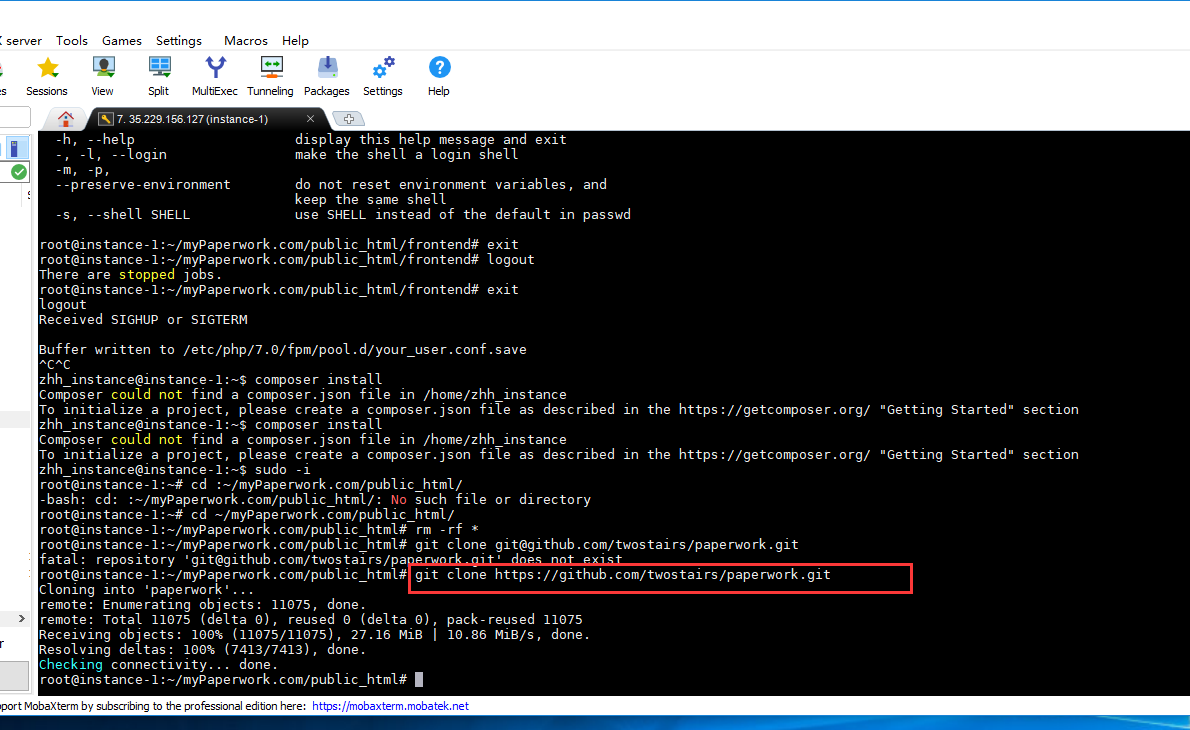 server Tools Games Settings Macros Help
Sessions View Split MultiExec Tunneling Packages Settings Help
7. 35.229.156.127 (instance-1)
-h, --help display this help message and exit
-, -l, --login make the shell a login shell
-m, -p,
--preserve-environment do not reset environment variables, and
keep the same shell
-s, --shell SHELL use SHELL instead of the default in passwd
root@instance-1:~/myPaperwork.com/public_html/frontend# exit
root@instance-1:~/myPaperwork.com/public_html/frontend# logout
There are stopped jobs.
root@instance-1:~/myPaperwork.com/public_html/frontend# exit
logout
Received SIGHUP or SIGTERM
Buffer written to /etc/php/7.0/fpm/pool.d/your_user.conf.save
^C^C
zhh_instance@instance-1:~$ composer install
Composer could not find a composer.json file in /home/zhh_instance
To initialize a project, please create a composer.json file as described in the https://getcomposer.org/ "Getting Started" section
zhh_instance@instance-1:~$ composer install
Composer could not find a composer.json file in /home/zhh_instance
To initialize a project, please create a composer.json file as described in the https://getcomposer.org/ "Getting Started" section
zhh_instance@instance-1:~$ sudo -i
root@instance-1:~# cd :~/myPaperwork.com/public_html/
-bash: cd: :~/myPaperwork.com/public_html/: No such file or directory
root@instance-1:~# cd ~/myPaperwork.com/public_html/
root@instance-1:~/myPaperwork.com/public_html# rm -rf *
root@instance-1:~/myPaperwork.com/public_html# git clone git@github.com/twostairs/paperwork.git
fatal: repository 'git@github.com/twostairs/paperwork.git' does not exist
root@instance-1:~/myPaperwork.com/public_html# git clone https://github.com/twostairs/paperwork.git
Cloning into 'paperwork'...
remote: Enumerating objects: 11075, done.
remote: Total 11075 (delta 0), reused 0 (delta 0), pack-reused 11075
Receiving objects: 100% (11075/11075), 27.16 MiB | 10.86 MiB/s, done.
Resolving deltas: 100% (7413/7413), done.
Checking connectivity... done.
root@instance-1:~/myPaperwork.com/public_html#
port MobaXterm by subscribing to the professional edition here: https://mobaxterm.mobatek.net